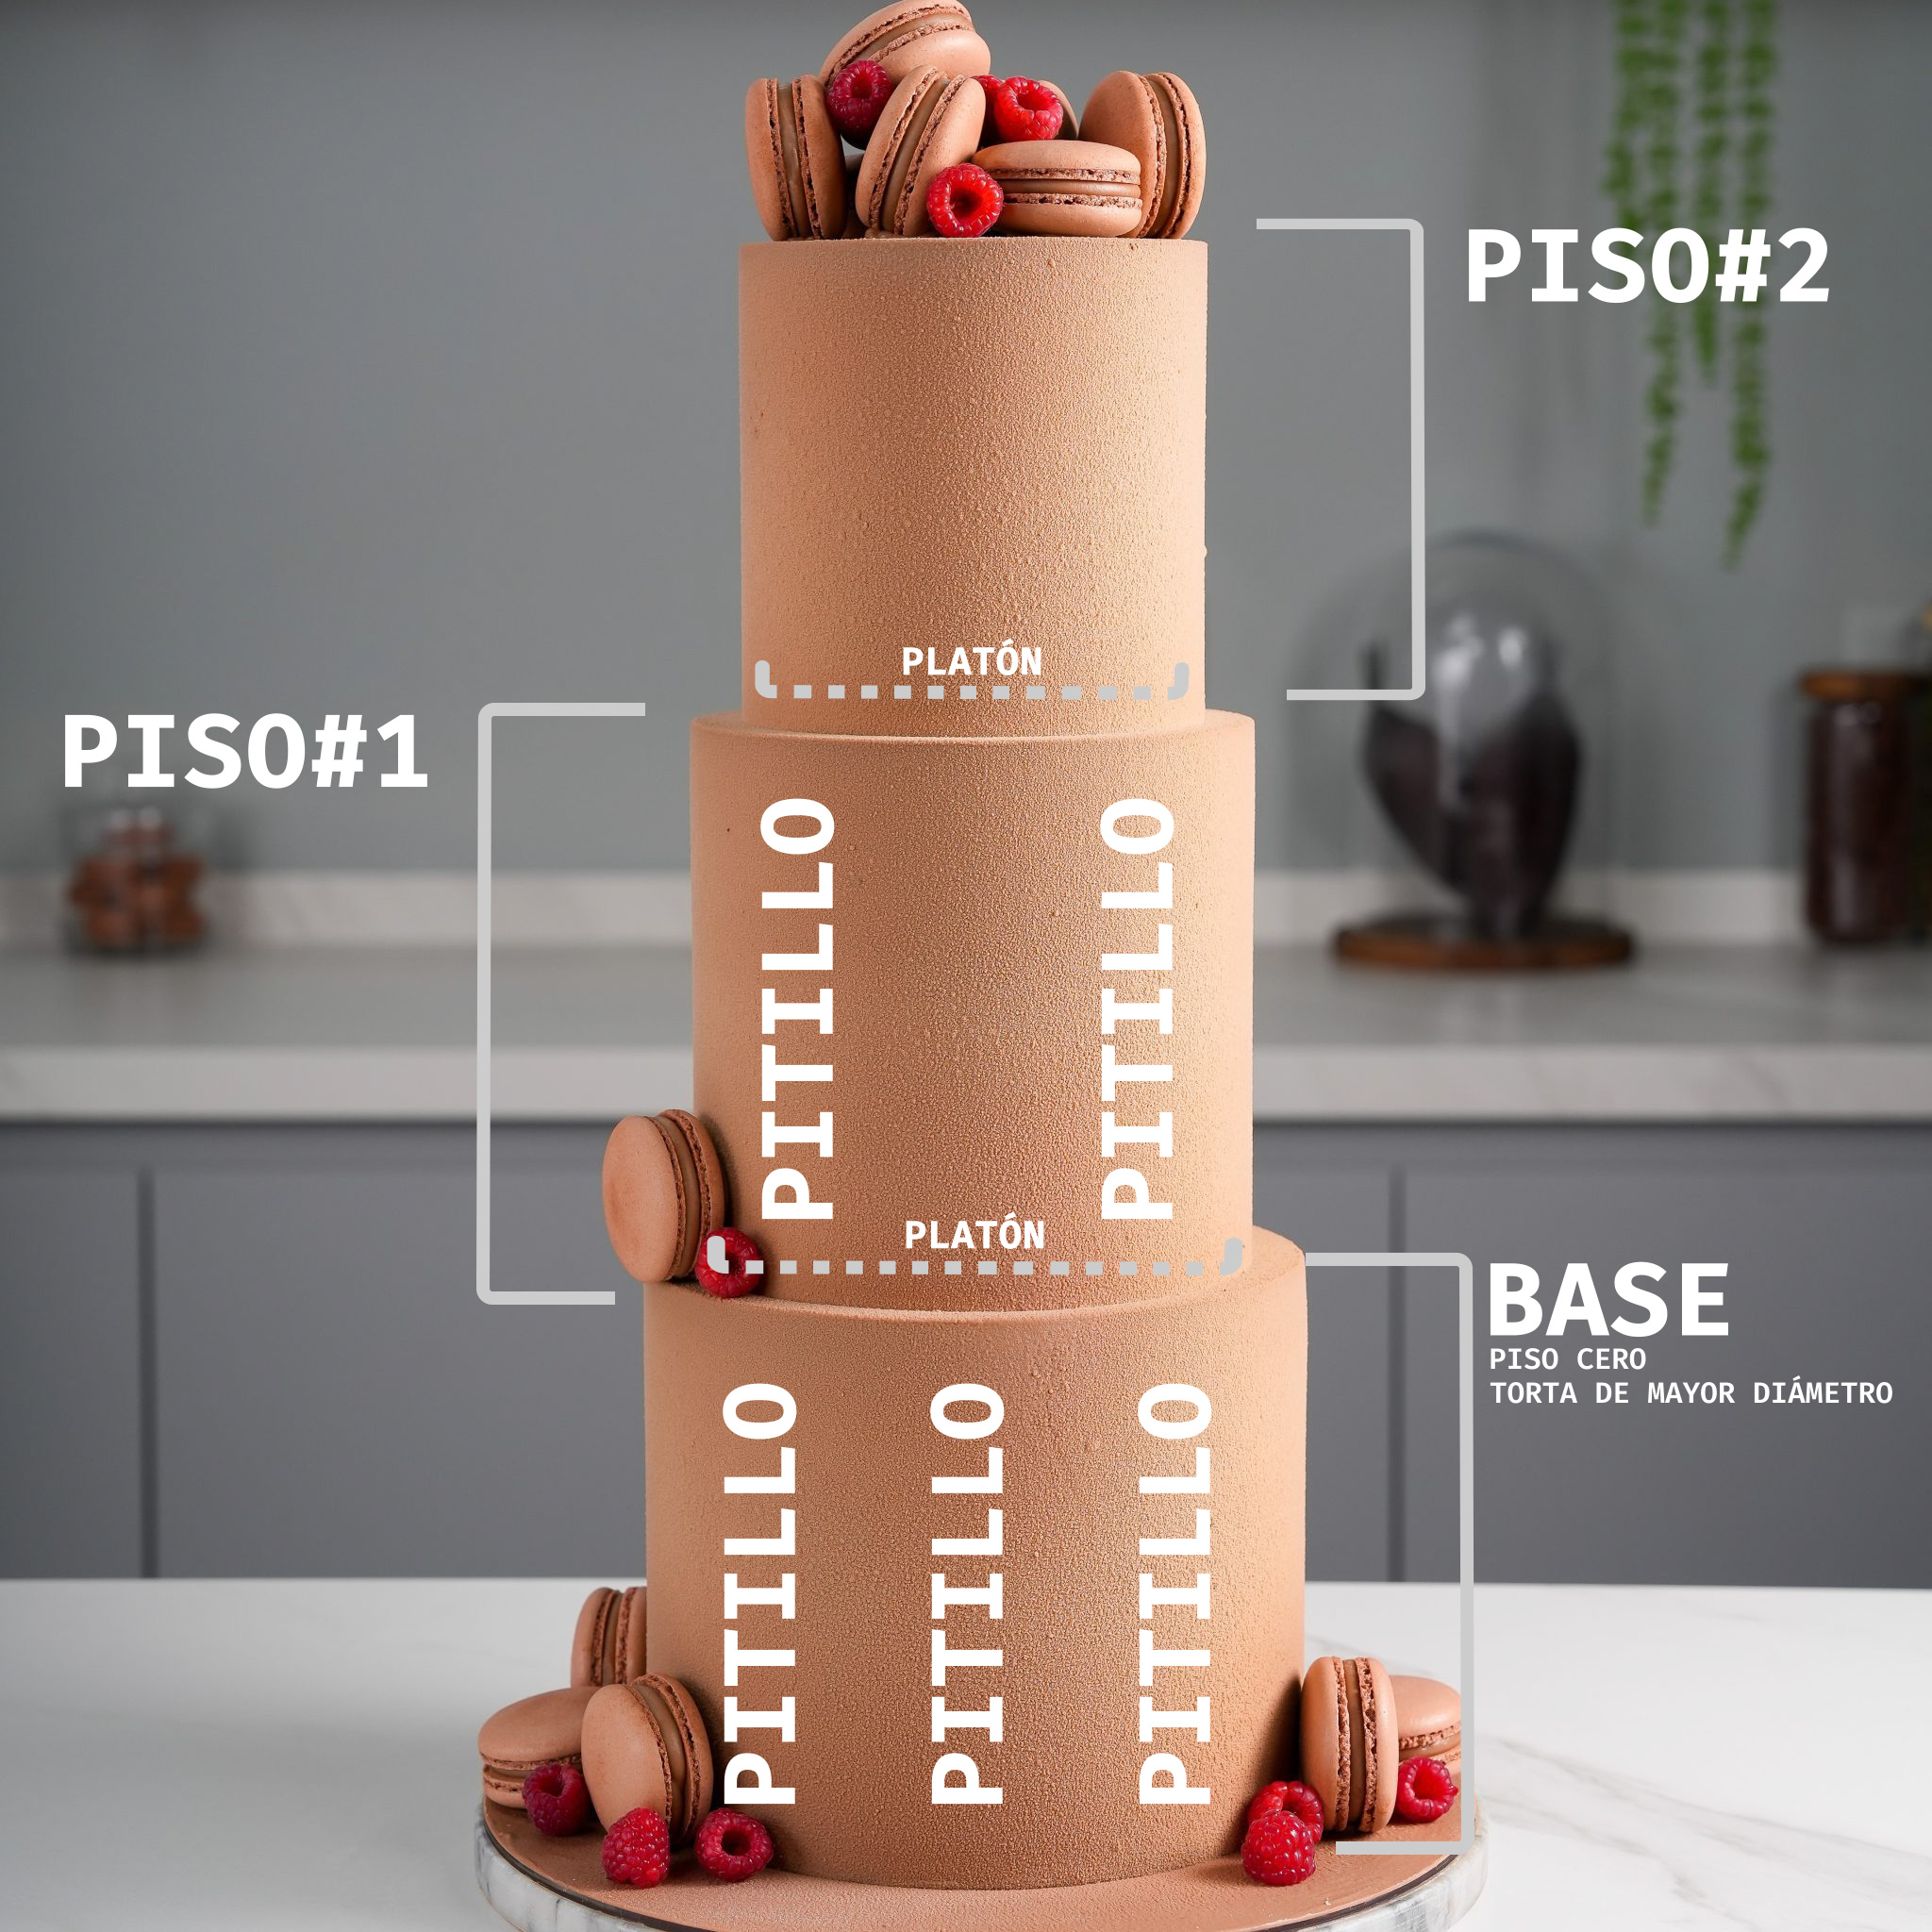 PISO#2
PLATÓN
PISO#1
PITILLO
PITILLO
PLATÓN
BASE
PISO CERO
TORTA DE MAYOR DIÁMETRO
PITILLO
PITILLO
PITILLO